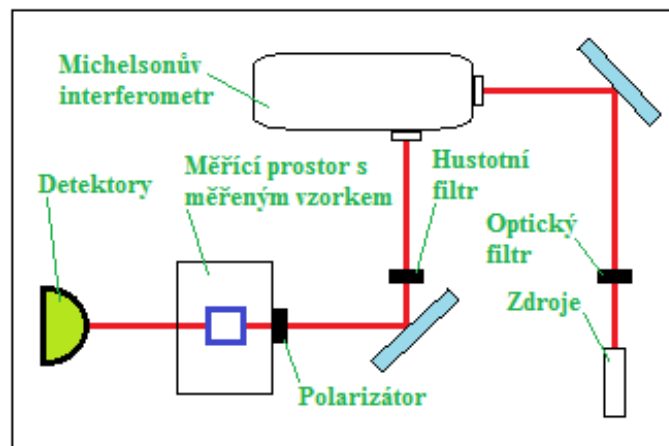 Michelsonův
interferometr
Měřící prostor s
měřeným vzorkem
Detektory
Hustotní
filtr
Optický
filtr
Zdroje
Polarizátor